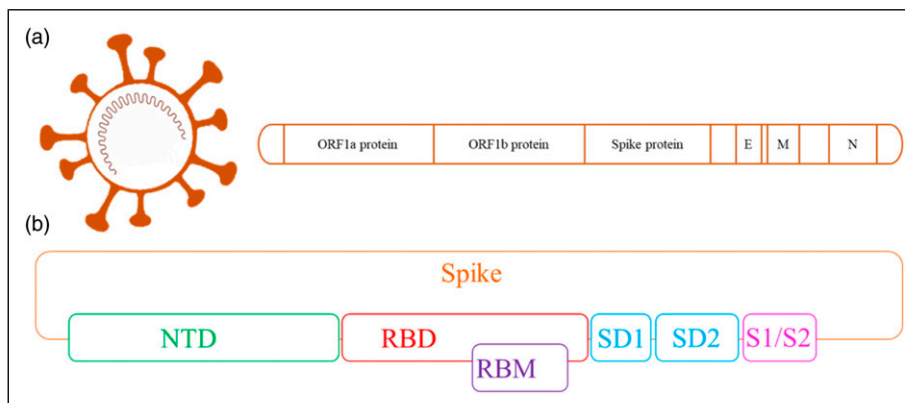 (a)
ORF1a protein ORF1b protein Spike protein E M N
(b)
Spike
NTD RBD SD1 SD2 S1/S2
RBM